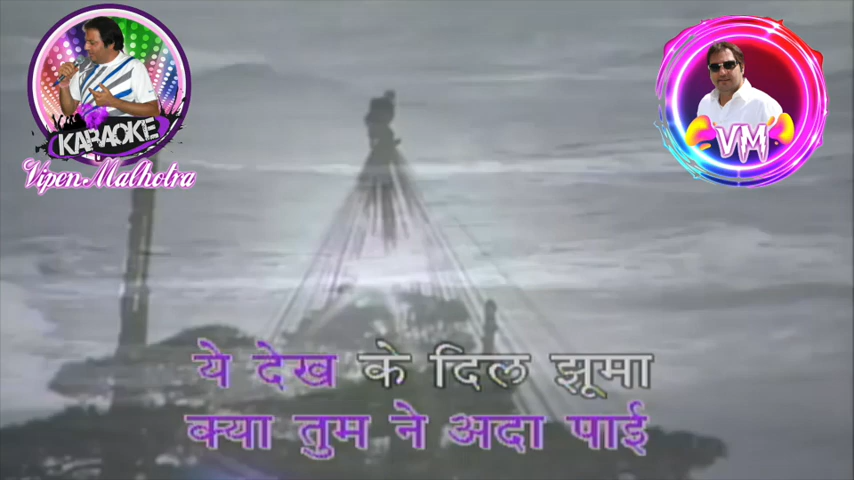 KARAOKE
Vipen Malhotra
VM
ये देख के दिल झूमा
क्या तुम ने अदा पाई